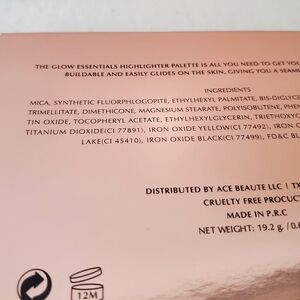 THE GLOW ESSENTIALS HIGHLIGHTER PALETTE IS ALL YOU NEED TO GET YOU
BUILDABLE AND EASILY GLIDES ON THE SKIN, GIVING YOU A SEAM
INGREDIENTS
MICA, SYNTHETIC FLUORPHLOGOPITE, ETHYLHEXYL PALMITATE, BIS-DIGLYCE
TRIMELLITATE, DIMETHICONE, MAGNESIUM STEARATE, POLYISOBUTENE, PHEN
TIN OXIDE, TOCOPHERYL ACETATE, ETHYLHEXYLGLYCERIN, TRIETHOXYC
TITANIUM DIOXIDE(CI 77891), IRON OXIDE YELLOW(CI 77492), IRON O
LAKE(CI 45410), IRON OXIDE BLACK(CI 77499), FD&C BL
DISTRIBUTED BY ACE BEAUTE LLC | TX
CRUELTY FREE PRODUC
MADE IN P.R.C
NET WEIGHT: 19.2 g/0.6
12M